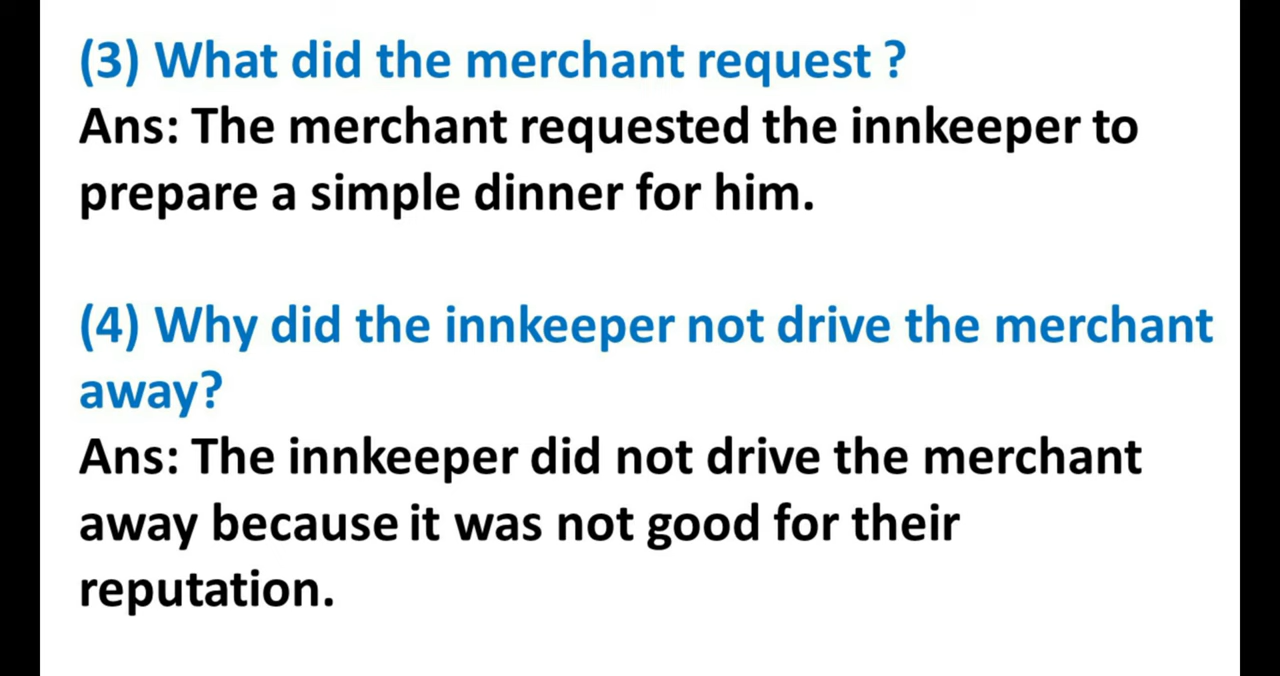 (3) What did the merchant request ?
Ans: The merchant requested the innkeeper to
prepare a simple dinner for him.
(4) Why did the innkeeper not drive the merchant
away?
Ans: The innkeeper did not drive the merchant
away because it was not good for their
reputation.